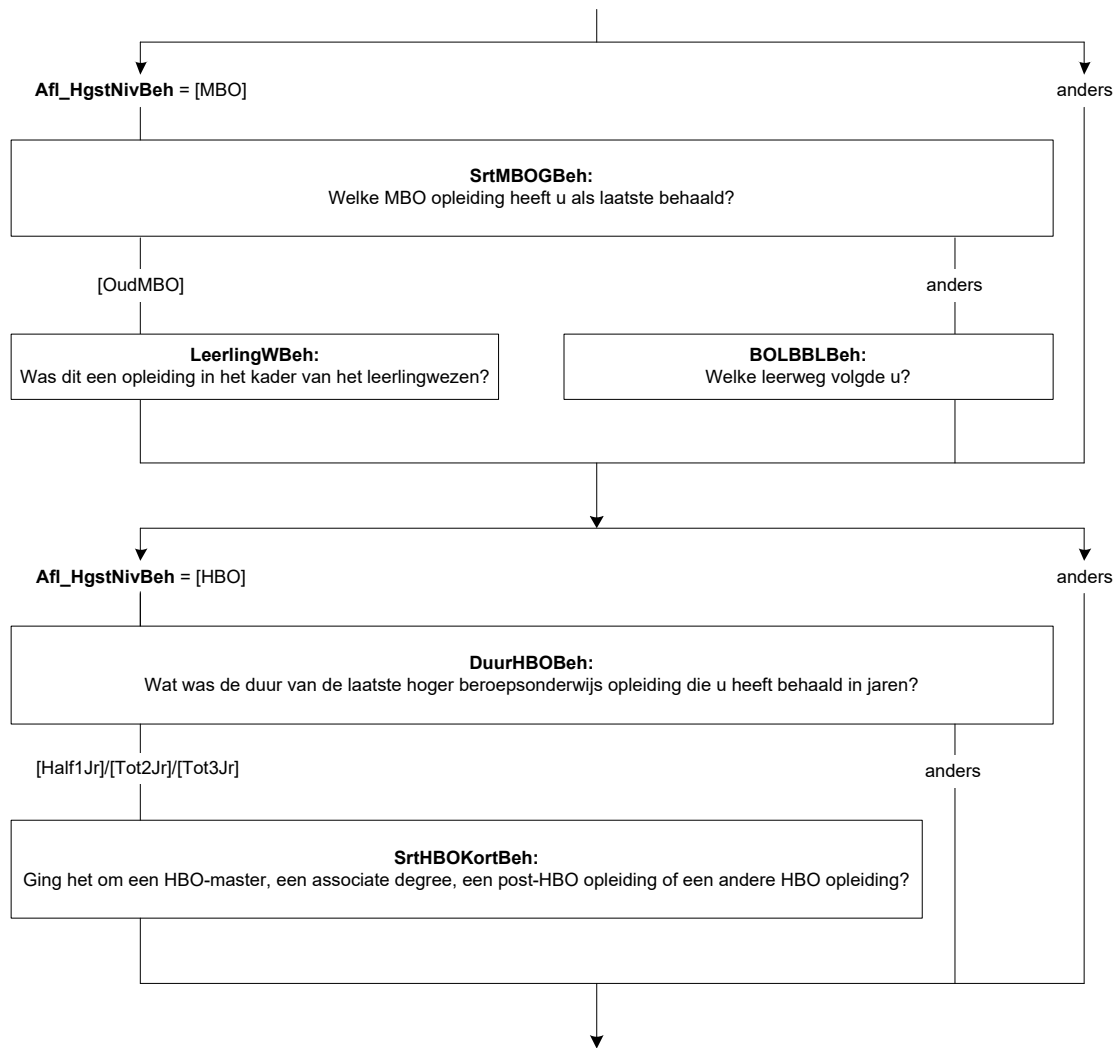 Afl_HgstNivBeh = [MBO]
anders
SrtMBOGBeh:
Welke MBO opleiding heeft u als laatste behaald?
[OudMBO]
anders
LeerlingWBeh:
Was dit een opleiding in het kader van het leerlingwezen?
BOLBBLBeh:
Welke leerweg volgde u?
Afl_HgstNivBeh = [HBO]
anders
DuurHBOBeh:
Wat was de duur van de laatste hoger beroepsonderwijs opleiding die u heeft behaald in jaren?
[Half1Jr]/[Tot2Jr]/[Tot3Jr]
anders
SrtHBOKortBeh:
Ging het om een HBO-master, een associate degree, een post-HBO opleiding of een andere HBO opleiding?